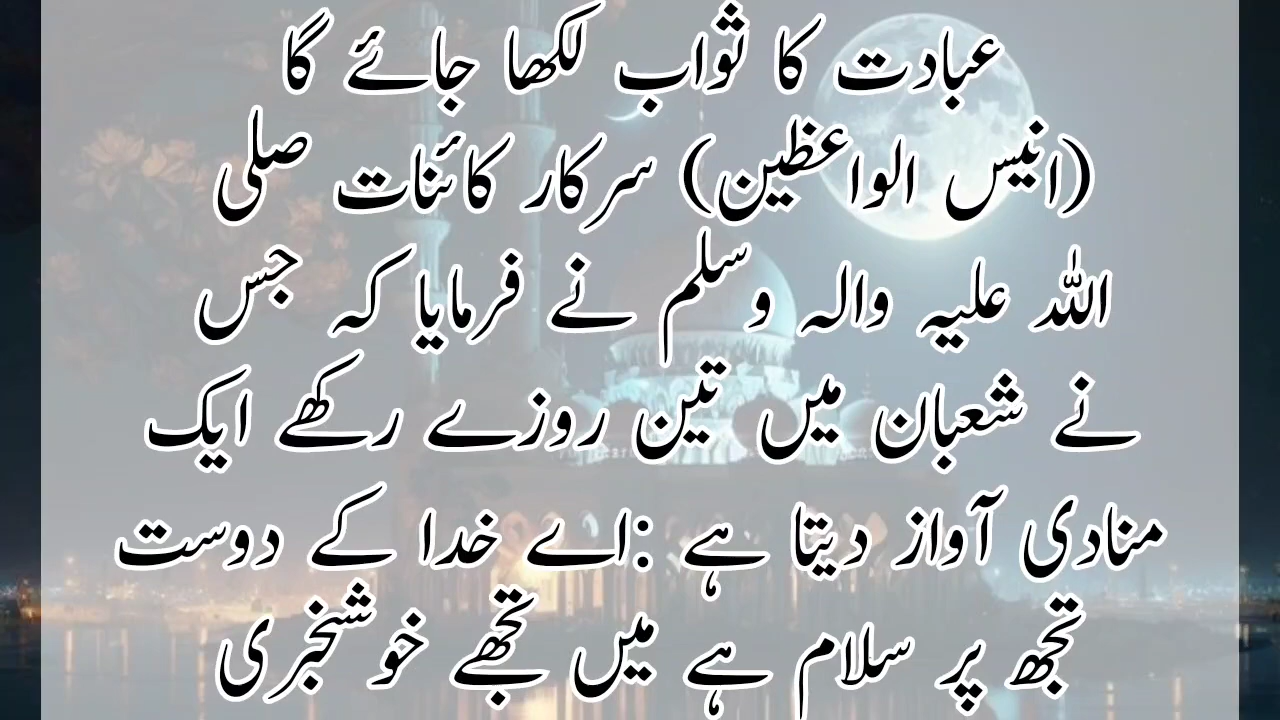 عبادت کا ثواب لکھا جائے گا
(انیس الواعظین) سرکار کائنات صلی
اللہ علیہ والہ وسلم نے فرمایا کہ جس
نے شعبان میں تین روزے رکھے ایک
منادی آواز دیتا ہے :اے خدا کے دوست
تجھ پر سلام ہے میں تجھے خوشخبری